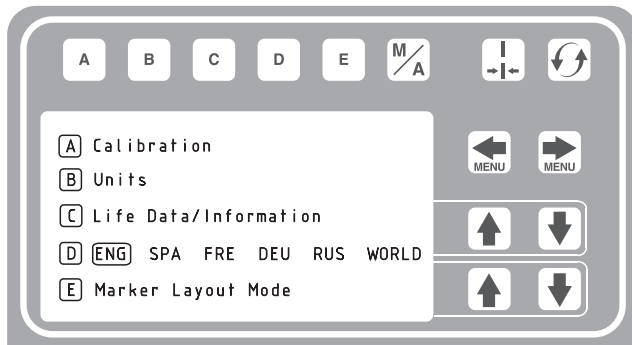 A B C D E M/A
MENU MENU
A Calibration
B Units
C Life Data/Information
D ENG SPA FRE DEU RUS WORLD
E Marker Layout Mode